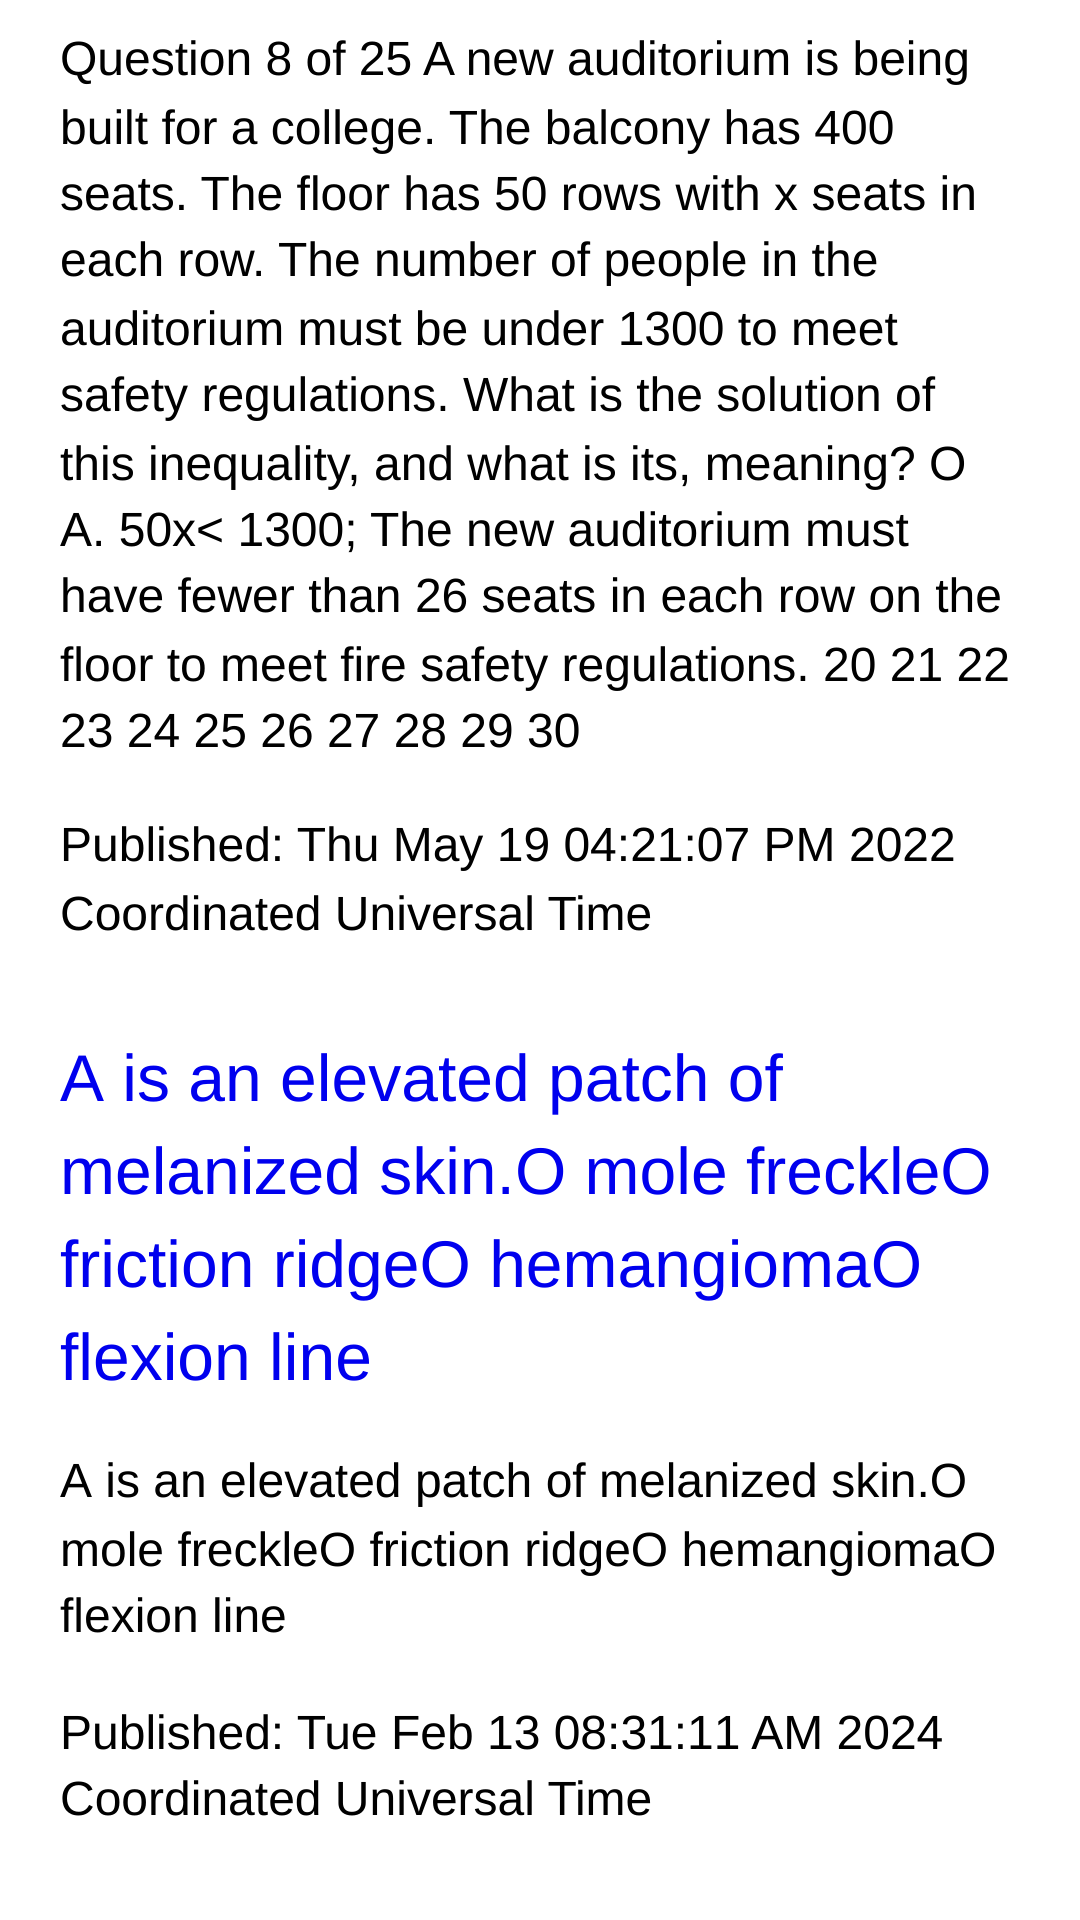 Question 8 of 25 A new auditorium is being
built for a college. The balcony has 400
seats. The floor has 50 rows with x seats in
each row. The number of people in the
auditorium must be under 1300 to meet
safety regulations. What is the solution of
this inequality, and what is its, meaning? O
A. 50x< 1300; The new auditorium must
have fewer than 26 seats in each row on the
floor to meet fire safety regulations. 20 21 22
23 24 25 26 27 28 29 30
Published: Thu May 19 04:21:07 PM 2022
Coordinated Universal Time
A is an elevated patch of
melanized skin.O mole freckleO
friction ridgeO hemangiomaO
flexion line
A is an elevated patch of melanized skin.O
mole freckleO friction ridgeO hemangiomaO
flexion line
Published: Tue Feb 13 08:31:11 AM 2024
Coordinated Universal Time